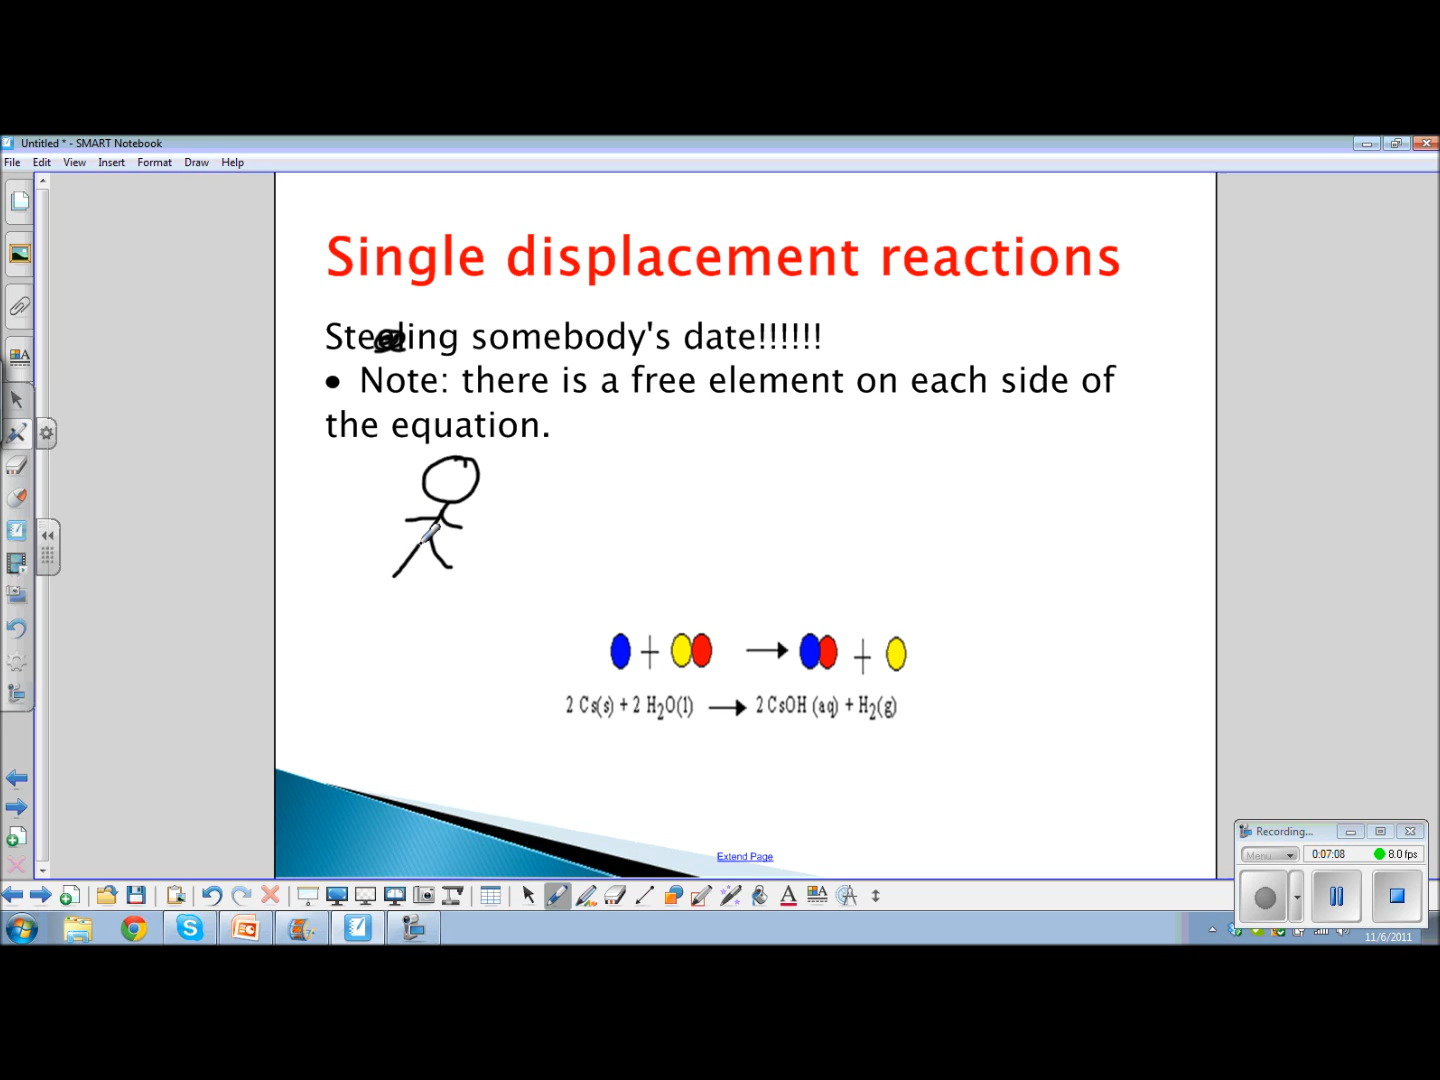 Untitled * - SMART Notebook
File Edit View Insert Format Draw Help
Single displacement reactions
Stealing somebody's date!!!!!!
• Note: there is a free element on each side of
the equation.
2 Cs(s) + 2 H₂O(l) → 2 CsOH (aq) + H₂(g)
Extend Page
Recording...
Menu 0:07:08 8.0 fps
11/6/2011